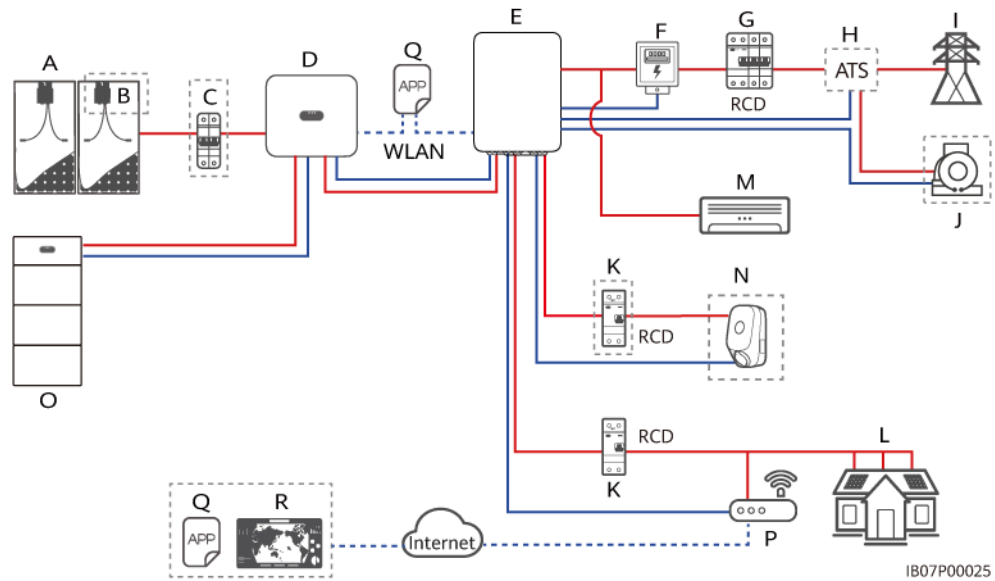 A
B
C
D
Q
APP
WLAN
E
F
G
RCD
H
ATS
I
J
M
K
RCD
N
O
K
RCD
L
P
Q
APP
R
Internet
IB07P00025